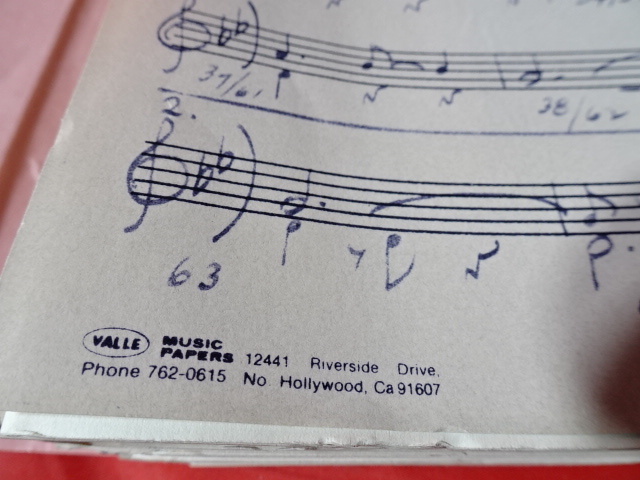 37/61
38/62
2.
63
VALLE MUSIC PAPERS 12441 Riverside Drive.
Phone 762-0615 No. Hollywood, Ca 91607